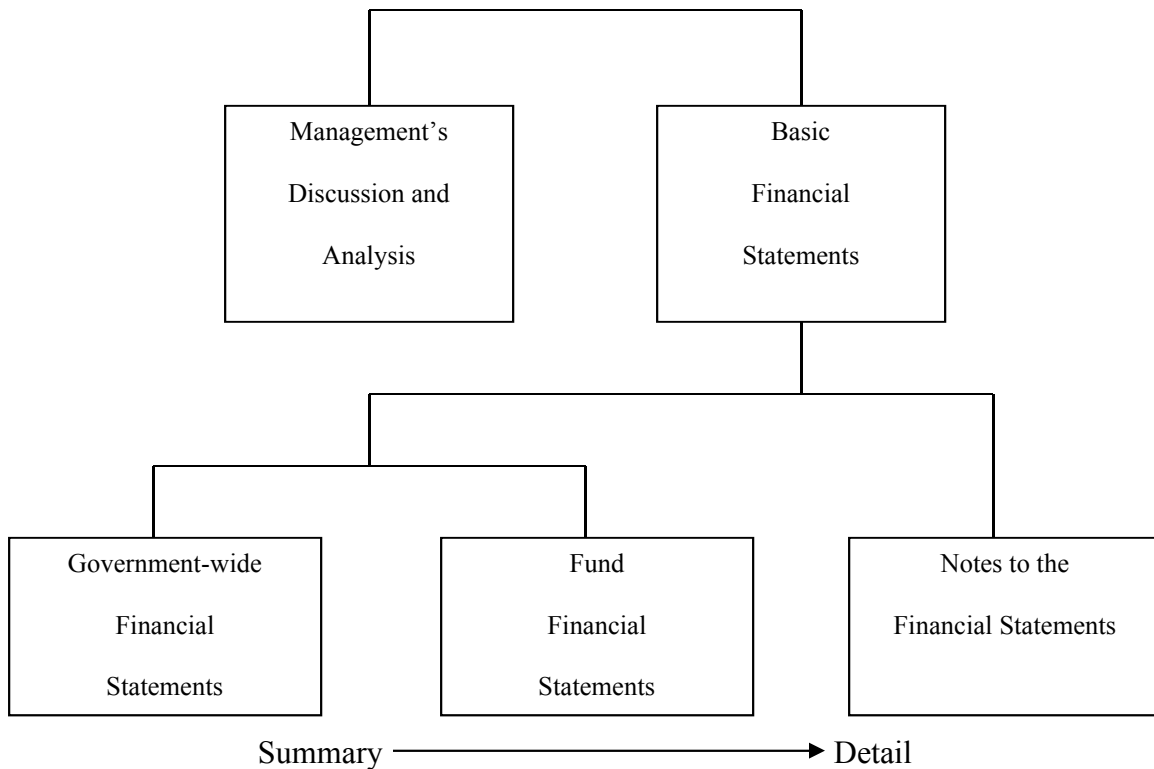 Management’s
Discussion and
Analysis
Basic
Financial
Statements
Government-wide
Financial
Statements
Fund
Financial
Statements
Notes to the
Financial Statements
Summary
Detail